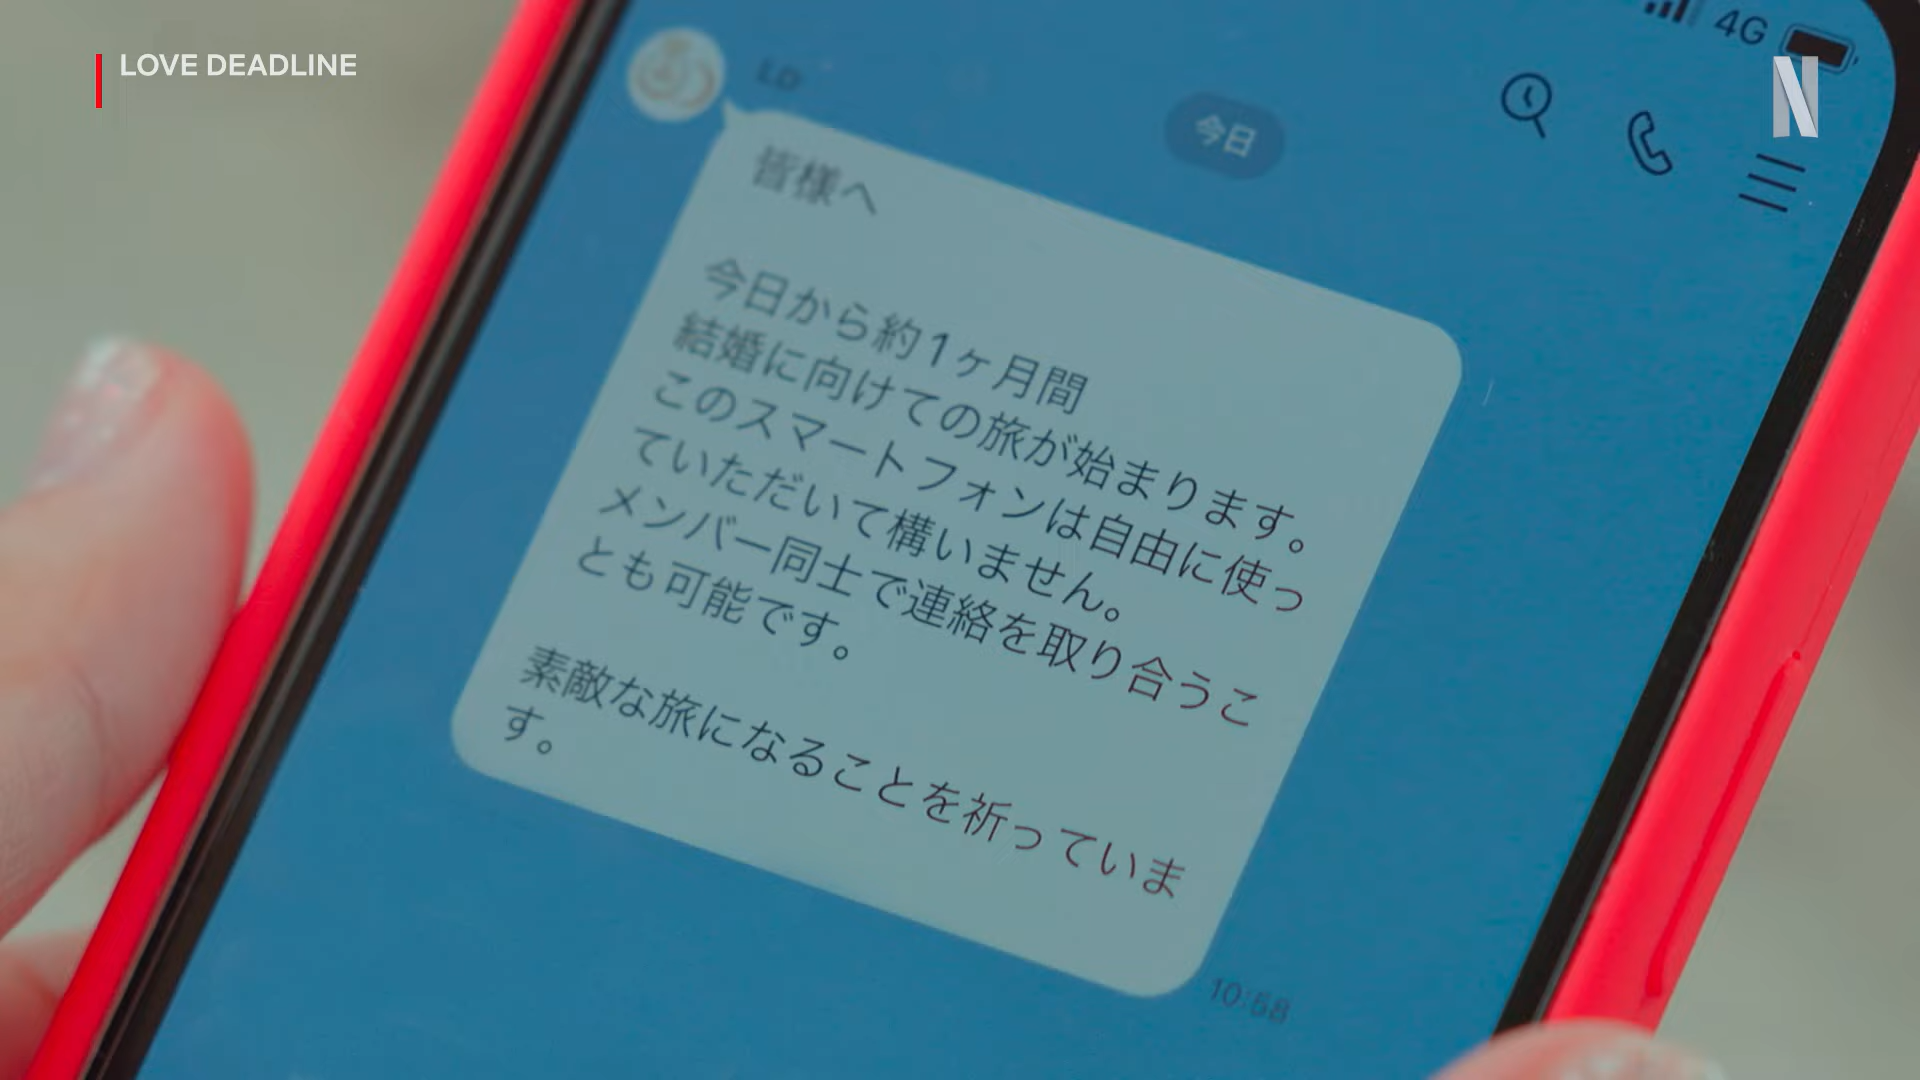 LOVE DEADLINE
4G
N
今日
皆様へ
今日から約1ヶ月間
結婚に向けての旅が始まります。
このスマートフォンは自由に使っ
ていただいて構いません。
メンバー同士で連絡を取り合うこ
とも可能です。
素敵な旅になることを祈っていま
す。
10:58